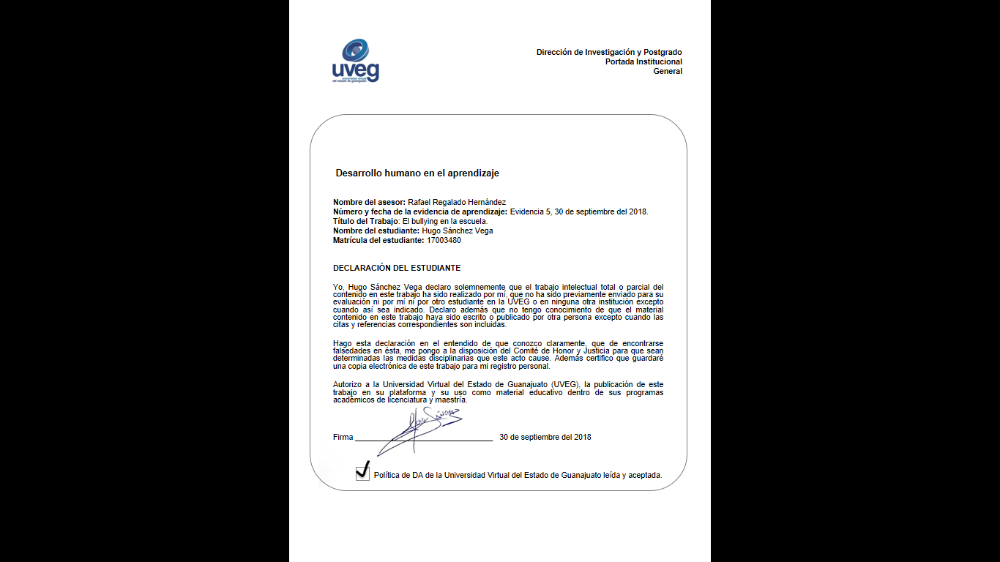 uveg
universidad virtual
del estado de guanajuato
Dirección de Investigación y Postgrado
Portada Institucional
General
Desarrollo humano en el aprendizaje
Nombre del asesor: Rafael Regalado Hernández
Número y fecha de la evidencia de aprendizaje: Evidencia 5, 30 de septiembre del 2018.
Título del Trabajo: El bullying en la escuela.
Nombre del estudiante: Hugo Sánchez Vega
Matrícula del estudiante: 17003480
DECLARACIÓN DEL ESTUDIANTE
Yo, Hugo Sánchez Vega declaro solemnemente que el trabajo intelectual total o parcial del
contenido en este trabajo ha sido realizado por mí, que no ha sido previamente enviado para su
evaluación ni por mí ni por otro estudiante en la UVEG o en ninguna otra institución excepto
cuando así sea indicado. Declaro además que no tengo conocimiento de que el material
contenido en este trabajo haya sido escrito o publicado por otra persona excepto cuando las
citas y referencias correspondientes son incluidas.
Hago esta declaración en el entendido de que conozco claramente, que de encontrarse
falsedades en ésta, me pongo a la disposición del Comité de Honor y Justicia para que sean
determinadas las medidas disciplinarias que este acto cause. Además certifico que guardaré
una copia electrónica de este trabajo para mi registro personal.
Autorizo a la Universidad Virtual del Estado de Guanajuato (UVEG), la publicación de este
trabajo en su plataforma y su uso como material educativo dentro de sus programas
académicos de licenciatura y maestría.
Firma 30 de septiembre del 2018
Política de DA de la Universidad Virtual del Estado de Guanajuato leída y aceptada.